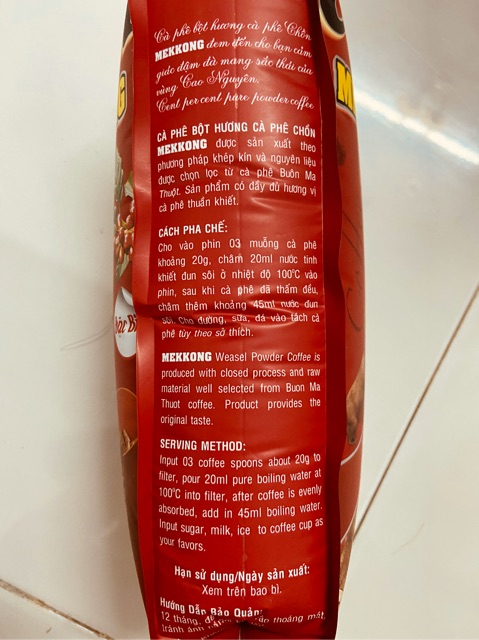 Cà phê bột hương cà phê Chồn
MEKKONG đem đến cho bạn cảm
giác đậm đà mang sắc thái của
vùng Cao Nguyên.
Cent per cent pure powder coffee
CÀ PHÊ BỘT HƯƠNG CÀ PHÊ CHỒN
MEKKONG được sản xuất theo
phương pháp khép kín và nguyên liệu
được chọn lọc từ cà phê Buôn Ma
Thuột. Sản phẩm có đầy đủ hương vị
cà phê thuần khiết.
CÁCH PHA CHẾ:
Cho vào phin 03 muỗng cà phê
khoảng 20g, châm 20ml nước tinh
khiết đun sôi ở nhiệt độ 100ºC vào
phin, sau khi cà phê đã thấm đều,
châm thêm khoảng 45ml nước đun
sôi. Cho đường, sữa, đá vào tách cà
phê tùy theo sở thích.
MEKKONG Weasel Powder Coffee is
produced with closed process and raw
material well selected from Buon Ma
Thuot coffee. Product provides the
original taste.
SERVING METHOD:
Input 03 coffee spoons about 20g to
filter, pour 20ml pure boiling water at
100ºC into filter, after coffee is evenly
absorbed, add in 45ml boiling water.
Input sugar, milk, ice to coffee cup as
your favors.
Hạn sử dụng/Ngày sản xuất:
Xem trên bao bì.
Hướng Dẫn Bảo Quản:
12 tháng, thoáng mát,
tránh ánh